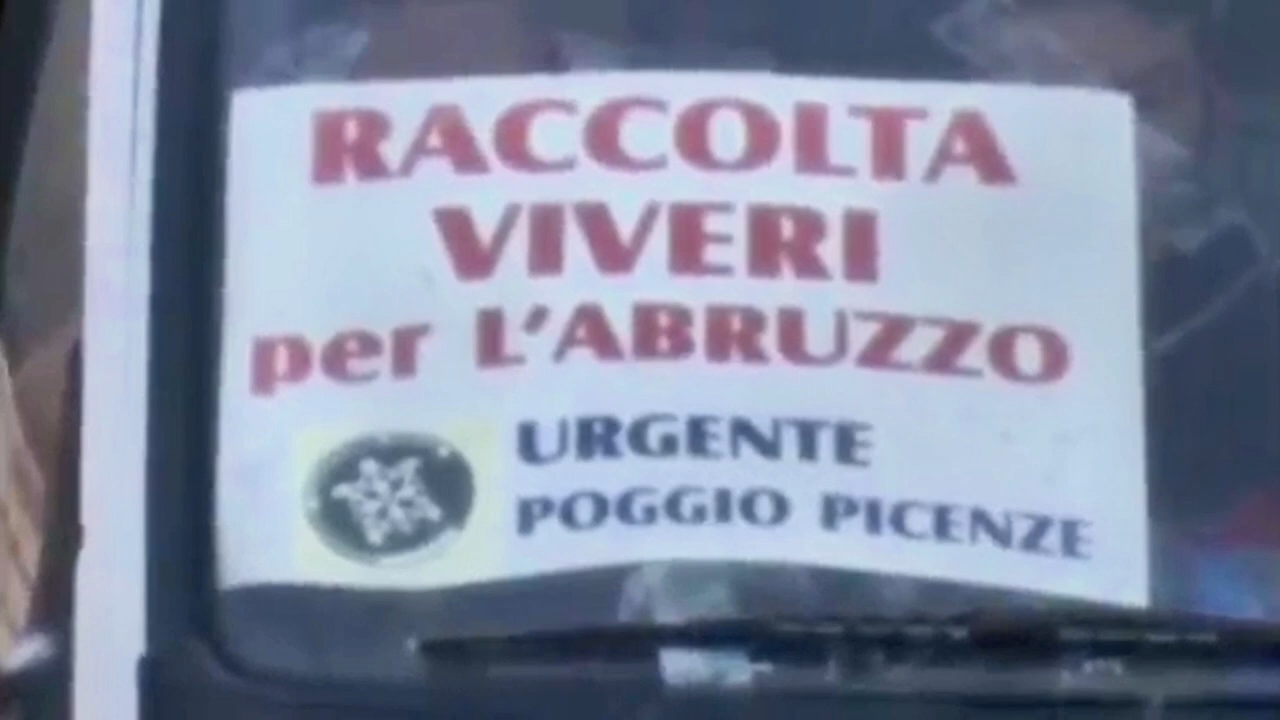 RACCOLTA
VIVERI
per L'ABRUZZO
URGENTE
POGGIO PICENZE